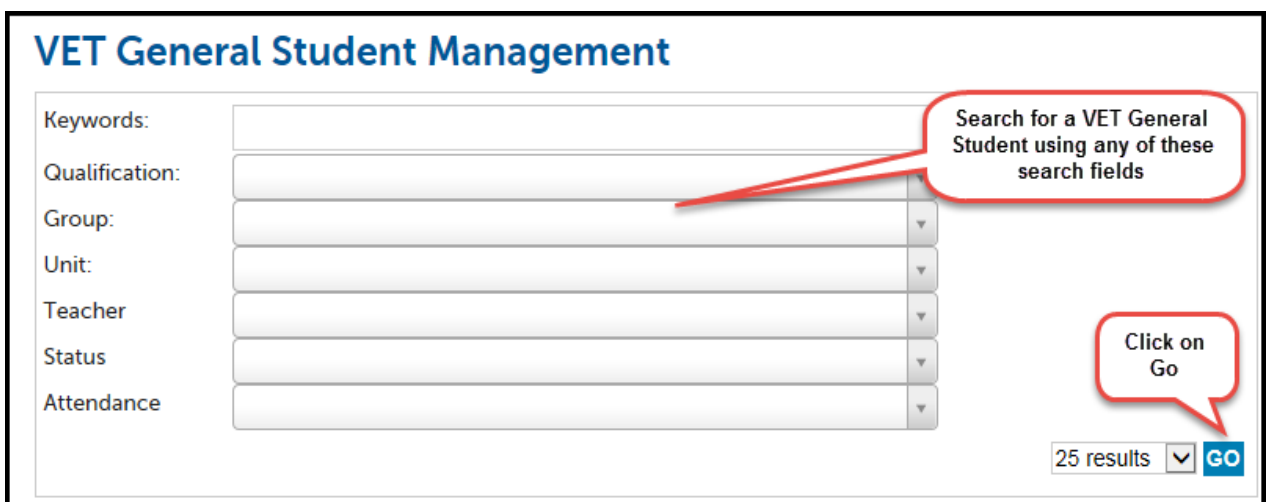 VET General Student Management
Keywords:
Search for a VET General
Student using any of these
search fields
Qualification:
Group:
Unit:
Teacher
Status
Attendance
Click on
Go
25 results
GO